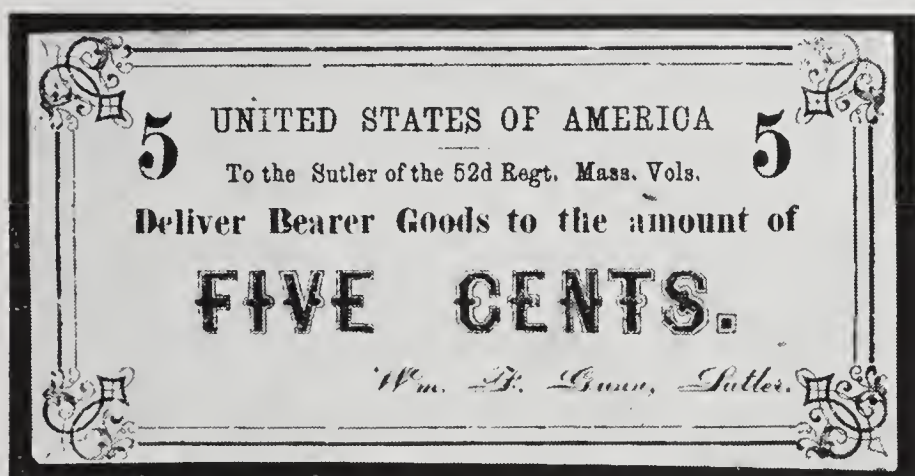 5 UNITED STATES OF AMERICA 5
To the Sutler of the 52d Regt. Mass. Vols.
Deliver Bearer Goods to the amount of
FIVE CENTS.
Wm. F. Gunn, Sutler.